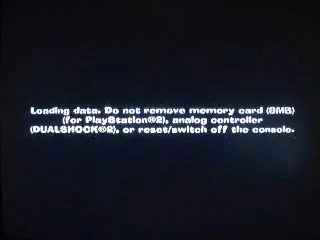 Loading data. Do not remove memory card (8MB)
(for PlayStation®2), analog controller
(DUALSHOCK®2), or reset/switch off the console.